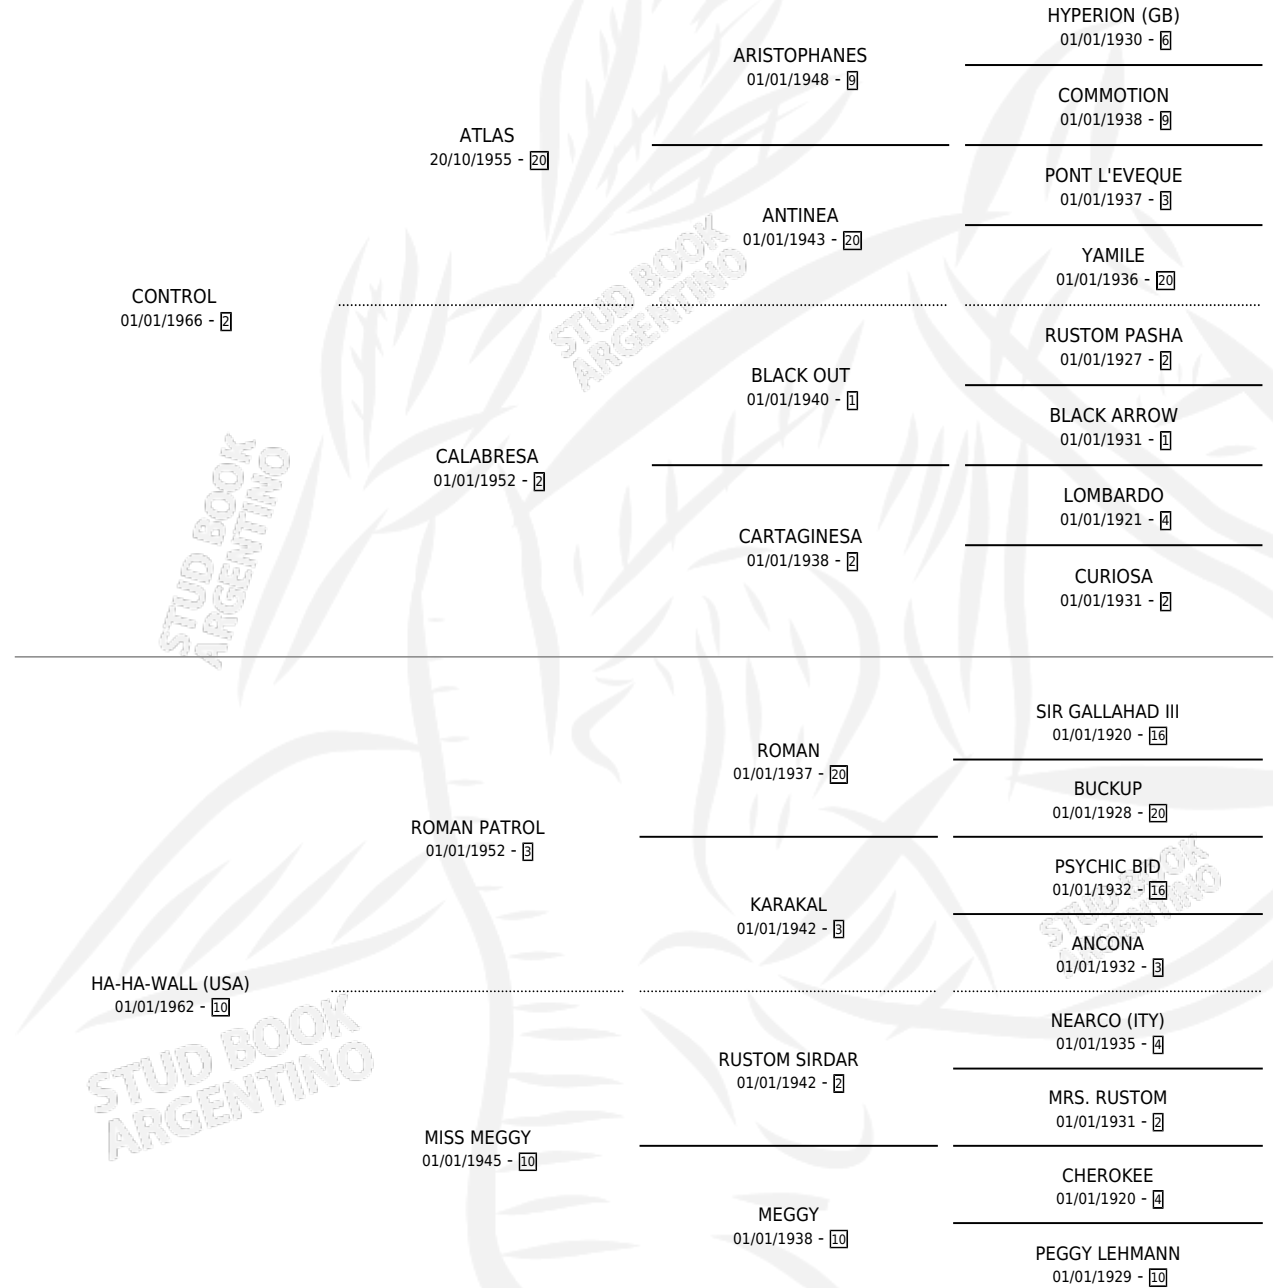 HYPERION (GB)
01/01/1930 - 6
ARISTOPHANES
01/01/1948 - 9
COMMOTION
01/01/1938 - 9
ATLAS
20/10/1955 - 20
PONT L'EVEQUE
01/01/1937 - 3
ANTINEA
01/01/1943 - 20
YAMILE
01/01/1936 - 20
CONTROL
01/01/1966 - 2
RUSTOM PASHA
01/01/1927 - 2
BLACK OUT
01/01/1940 - 1
BLACK ARROW
01/01/1931 - 1
CALABRESA
01/01/1952 - 2
LOMBARDO
01/01/1921 - 4
CARTAGINESA
01/01/1938 - 2
CURIOSA
01/01/1931 - 2
STUD BOOK
ARGENTINO
STUD BOOK
ARGENTINO
SIR GALLAHAD III
01/01/1920 - 16
ROMAN
01/01/1937 - 20
BUCKUP
01/01/1928 - 20
ROMAN PATROL
01/01/1952 - 3
PSYCHIC BID
01/01/1932 - 16
KARAKAL
01/01/1942 - 3
ANCONA
01/01/1932 - 3
HA-HA-WALL (USA)
01/01/1962 - 10
NEARCO (ITY)
01/01/1935 - 4
RUSTOM SIRDAR
01/01/1942 - 2
MRS. RUSTOM
01/01/1931 - 2
MISS MEGGY
01/01/1945 - 10
CHEROKEE
01/01/1920 - 4
MEGGY
01/01/1938 - 10
PEGGY LEHMANN
01/01/1929 - 10
STUD BOOK
ARGENTINO
STUD BOOK
ARGENTINO